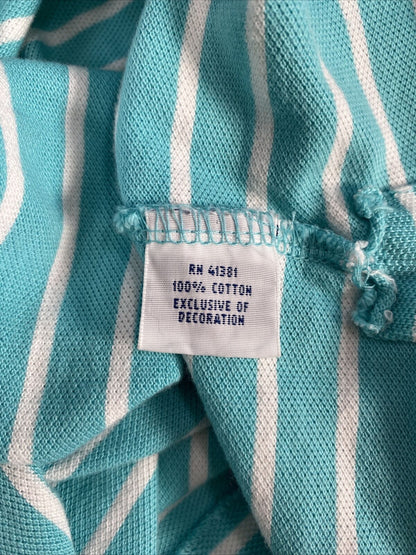 RN 41381
100% COTTON
EXCLUSIVE OF
DECORATION